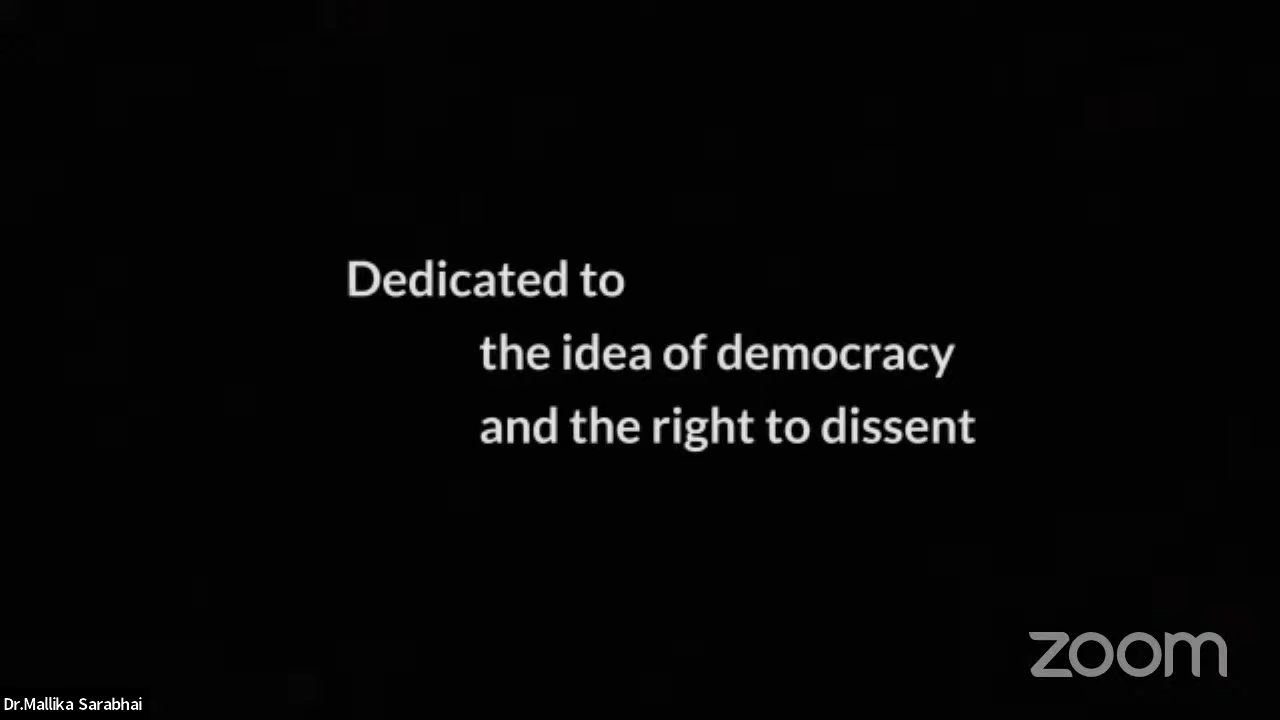 Dedicated to
the idea of democracy
and the right to dissent
zoom
Dr.Mallika Sarabhai